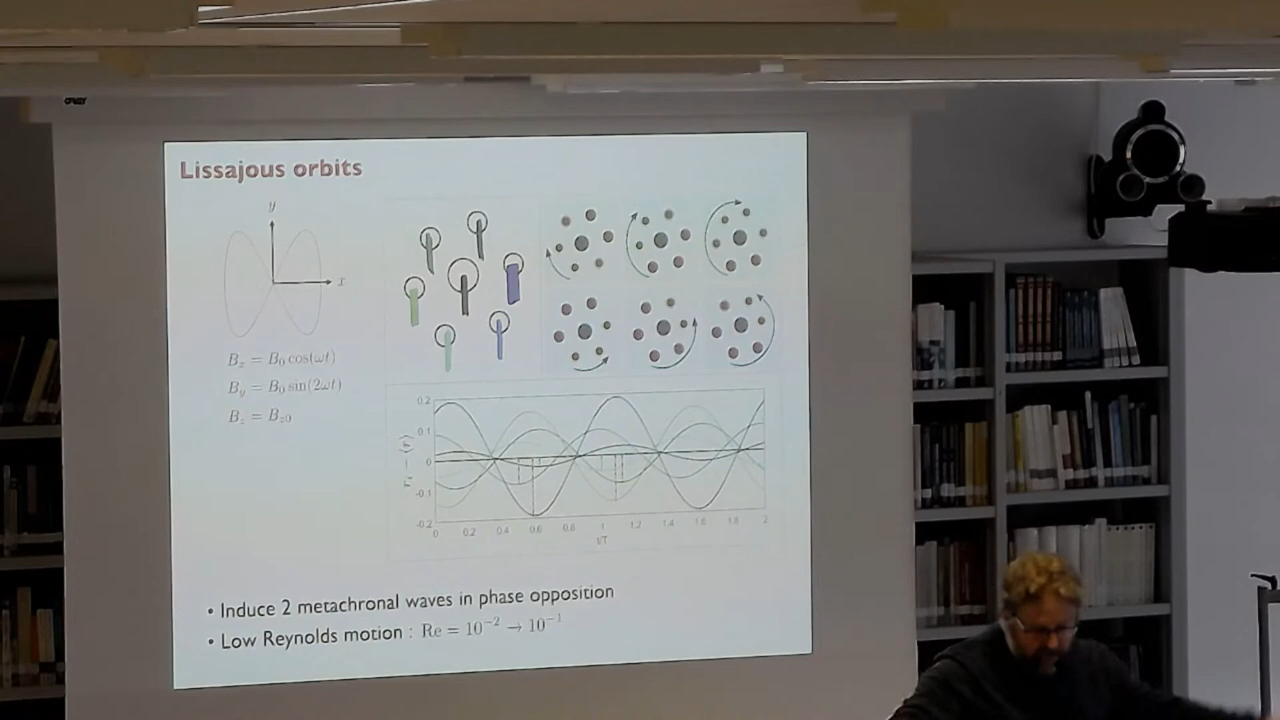 Lissajous orbits
y
x
B_x = B_0 cos(ωt)
B_y = B_0 sin(2ωt)
B_z = B_{z0}
0.2
0.1
0
-0.1
-0.2
0 0.2 0.4 0.6 0.8 1 1.2 1.4 1.6 1.8 2
t/T
• Induce 2 metachronal waves in phase opposition
• Low Reynolds motion : Re = 10⁻² → 10⁻¹